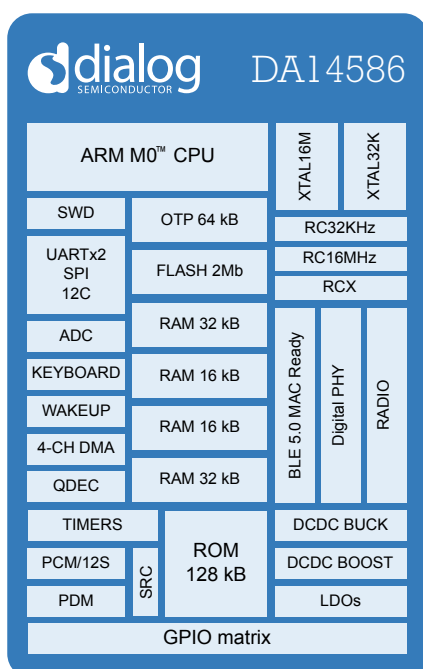 dialog
SEMICONDUCTOR
DA14586
ARM M0™ CPU
XTAL16M
XTAL32K
SWD
OTP 64 kB
RC32KHz
UARTx2
SPI
12C
FLASH 2Mb
RC16MHz
RCX
ADC
RAM 32 kB
KEYBOARD
RAM 16 kB
WAKEUP
RAM 16 kB
4-CH DMA
QDEC
RAM 32 kB
BLE 5.0 MAC Ready
Digital PHY
RADIO
TIMERS
PCM/12S
PDM
SRC
ROM
128 kB
DCDC BUCK
DCDC BOOST
LDOs
GPIO matrix